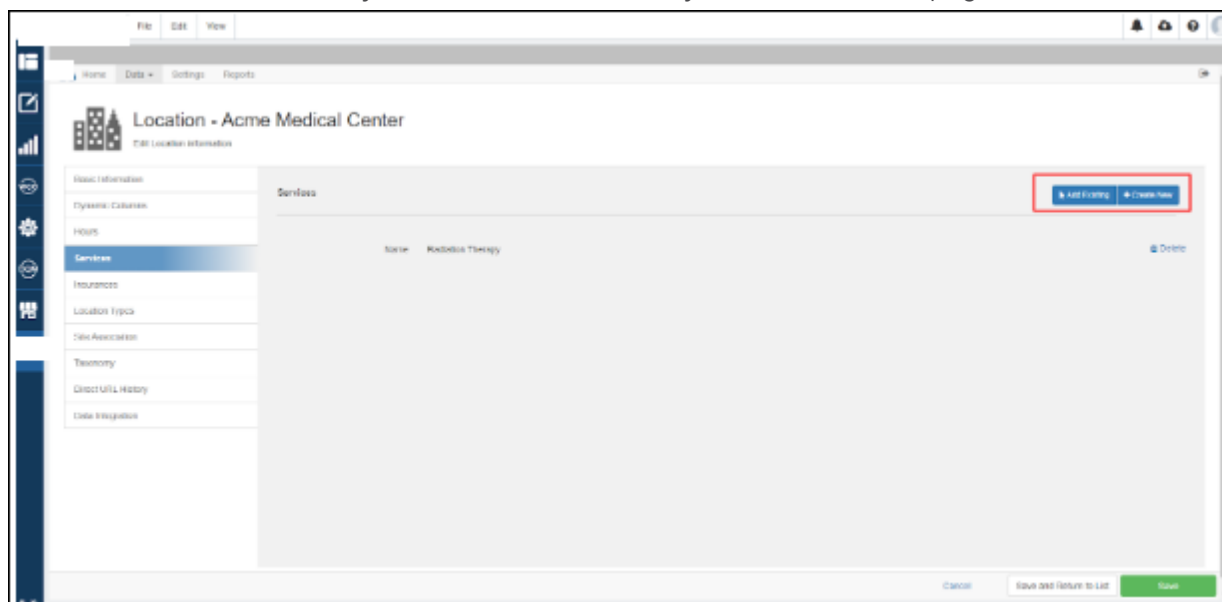 File Edit View
Home Data Settings Reports
Location - Acme Medical Center
Edit Location Information
Basic Information
Dynamic Columns
Hours
Services
Insurances
Location Types
Site Association
Taxonomy
Direct URL History
Data Integration
Services
Add Existing
Create New
Name Radiation Therapy
Delete
Cancel
Save and Return to List
Save